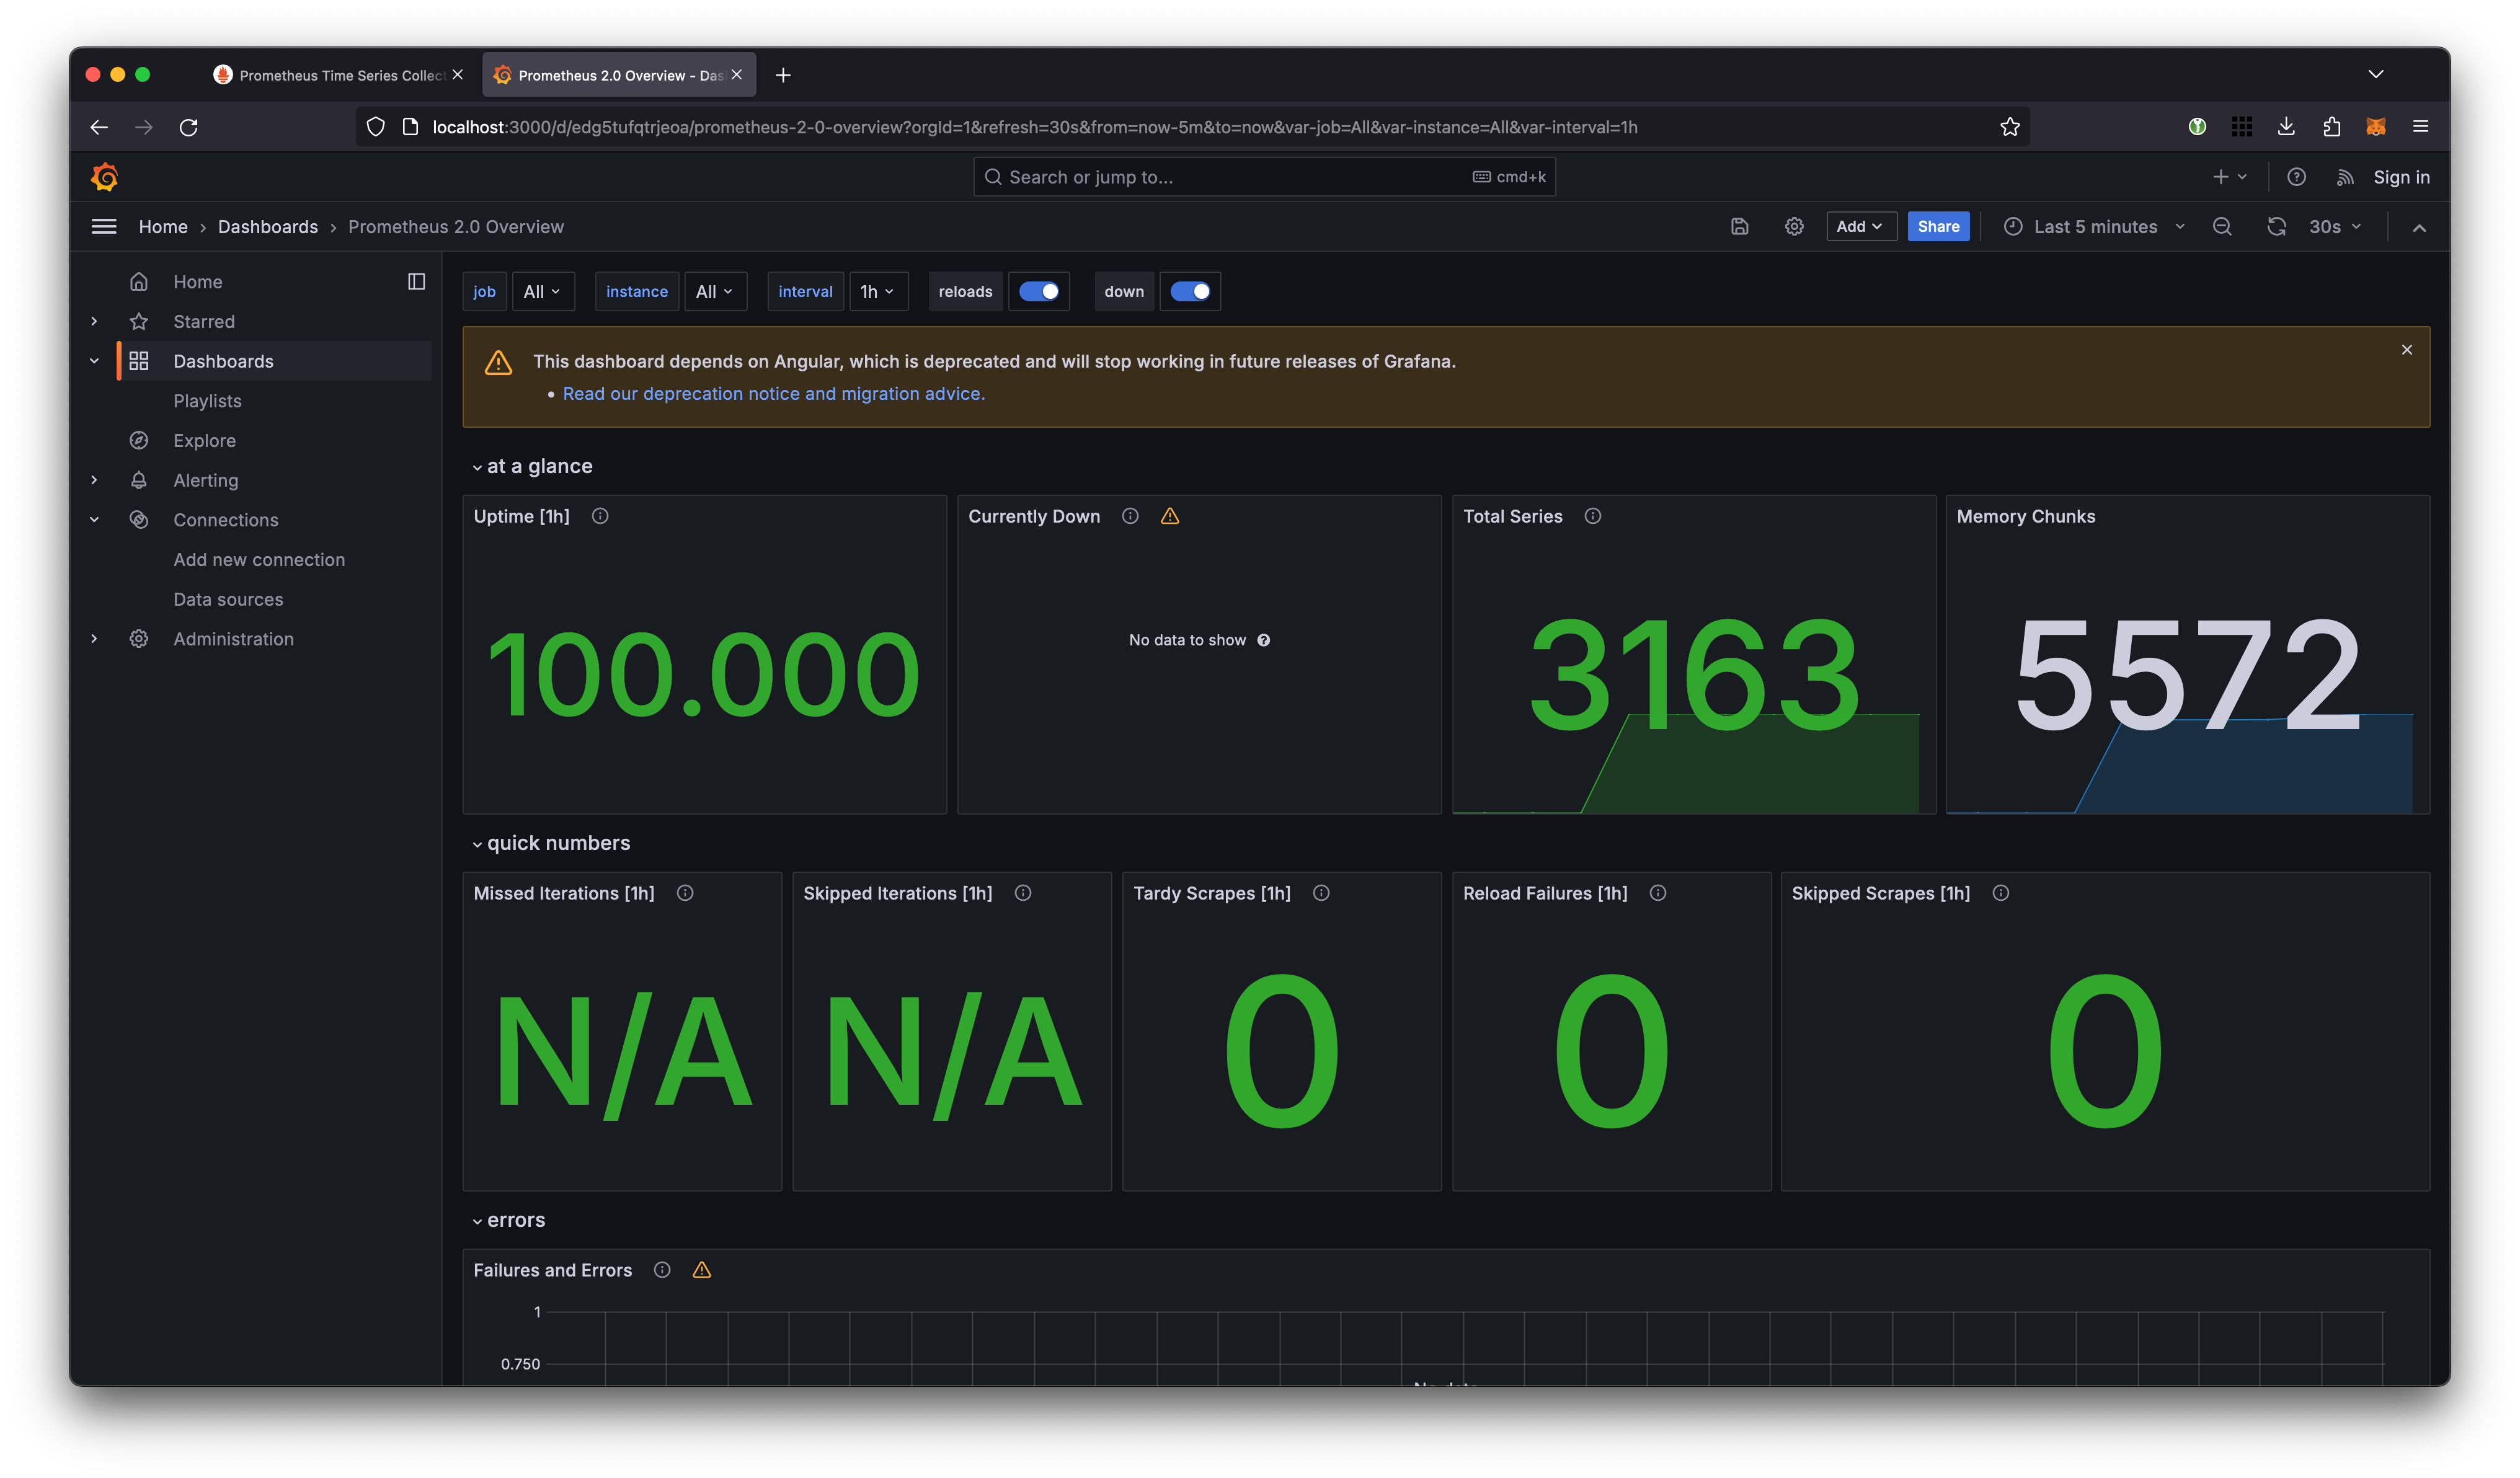 Prometheus Time Series Collect
Prometheus 2.0 Overview - Das
localhost:3000/d/edg5tufqtrjeoa/prometheus-2-0-overview?orgId=1&refresh=30s&from=now-5m&to=now&var-job=All&var-instance=All&var-interval=1h
Search or jump to...
cmd+k
Sign in
Home › Dashboards › Prometheus 2.0 Overview
Add
Share
Last 5 minutes
30s
Home
Starred
Dashboards
Playlists
Explore
Alerting
Connections
Add new connection
Data sources
Administration
job All instance All interval 1h reloads down
This dashboard depends on Angular, which is deprecated and will stop working in future releases of Grafana.
• Read our deprecation notice and migration advice.
at a glance
Uptime [1h]
100.000
Currently Down
No data to show
Total Series
3163
Memory Chunks
5572
quick numbers
Missed Iterations [1h]
N/A
Skipped Iterations [1h]
N/A
Tardy Scrapes [1h]
0
Reload Failures [1h]
0
Skipped Scrapes [1h]
0
errors
Failures and Errors
1
0.750
No data